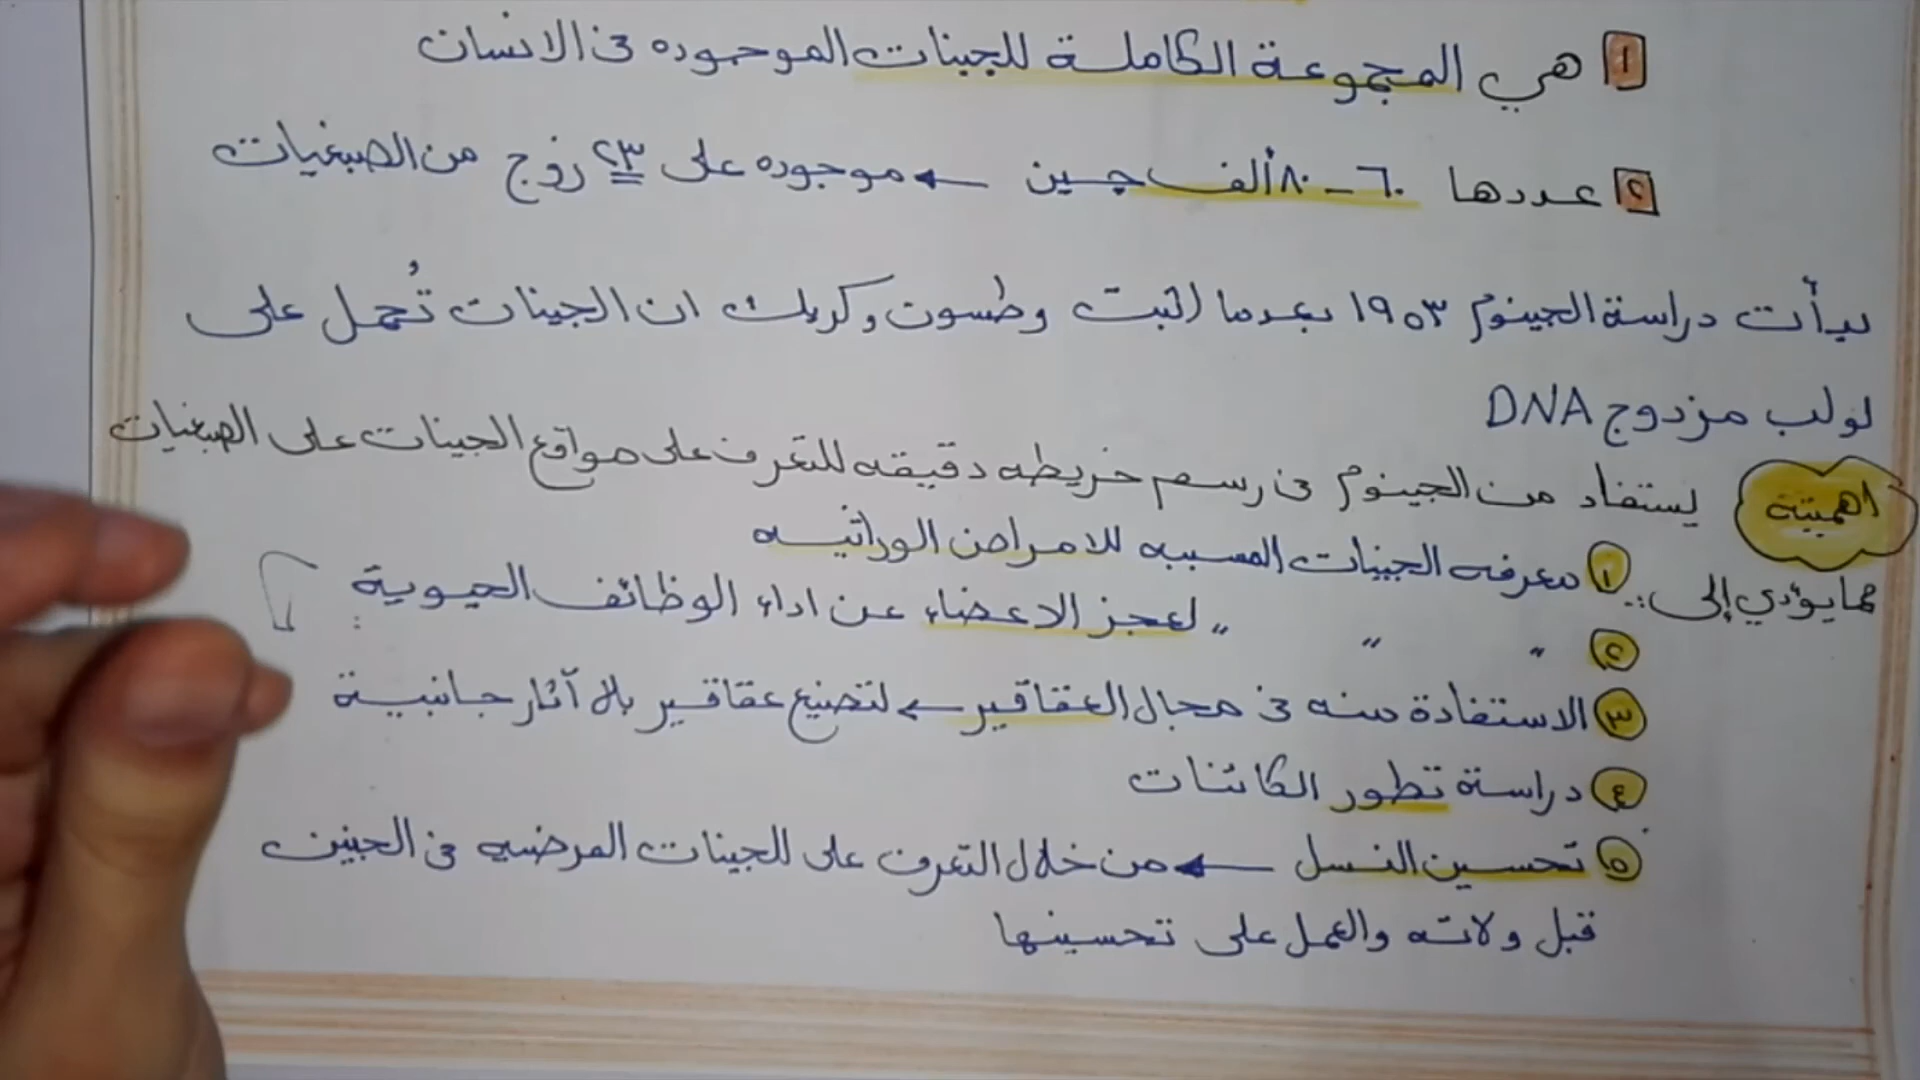 ١ هي المجموعة الكاملة للجينات الموجوده في الانسان
٢ عددها ٦٠ - ٨٠ ألف جين ← موجوده على ٢٣ زوج من الصبغيات
بدأت دراسة الجينوم ١٩٥٣ بعدما اثبت وطسون وكريك ان الجينات تُحمل على
لولب مزدوج DNA
اهميته يستفاد من الجينوم في رسم خريطه دقيقه للتعرف على مواقع الجينات على الصبغيات
مما يؤدي إلى :
١ معرفه الجينات المسببه للامراض الوراثيه
٢ " " " لعجز الاعضاء عن اداء الوظائف الحيوية
٣ الاستفادة منه في مجال العقاقير ← لتصنيع عقاقير بلا آثار جانبية
٤ دراسة تطور الكائنات
٥ تحسين النسل ← من خلال التعرف على للجينات المرضيه في الجنين
قبل ولاته والعمل على تحسينها